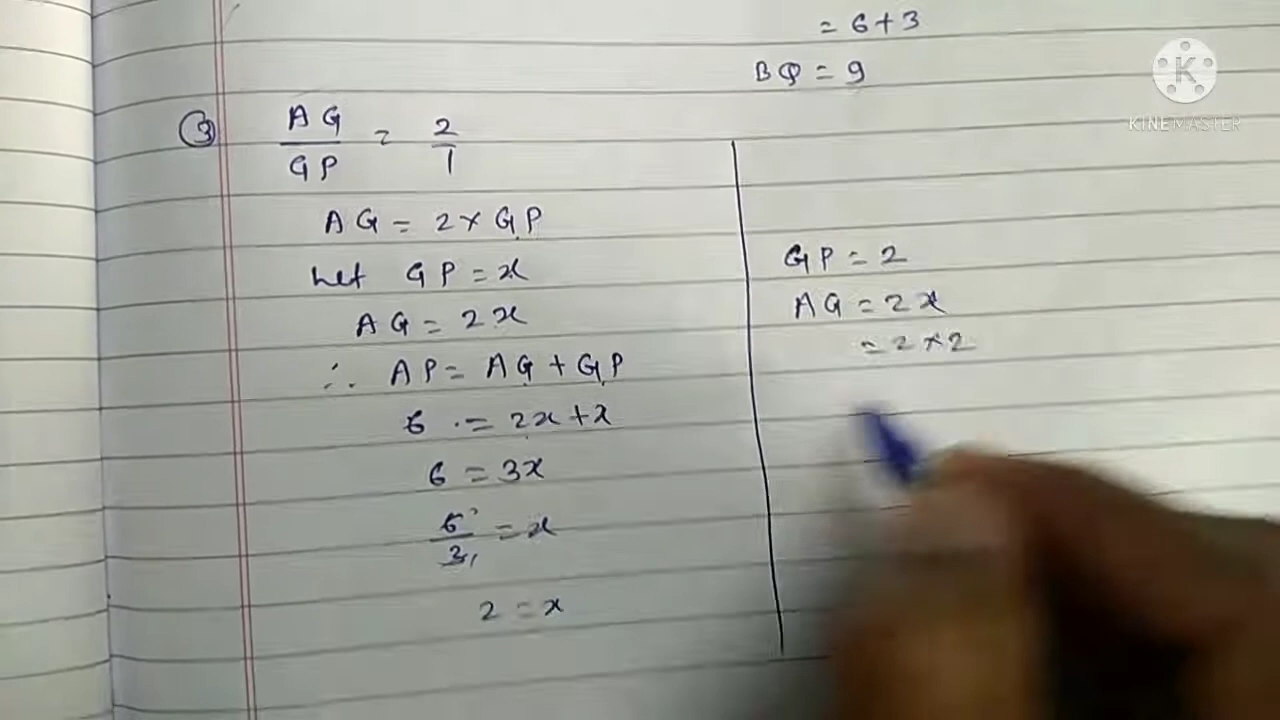 = 6 + 3
BQ = 9
KINEMASTER
③ AG/GP = 2/1
AG = 2 × GP
Let GP = x
AG = 2x
∴ AP = AG + GP
6 = 2x + x
6 = 3x
6/3 = x
2 = x
GP = 2
AG = 2x
= 2 × 2